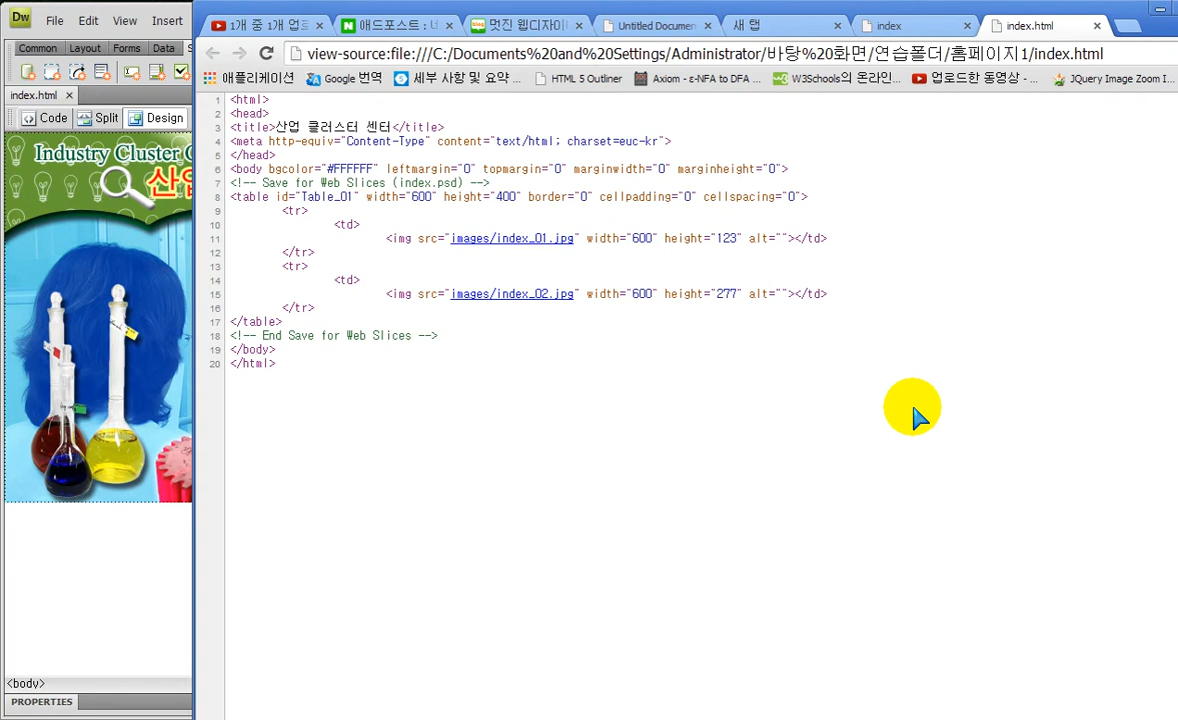 Dw File Edit View Insert
Common Layout Forms Data
index.html ×
Code Split Design
Industry Cluster
산업
<body>
PROPERTIES
1개 중 1개 업로 × 애드포스트 : 네 × 멋진 웹디자이 × Untitled Documen × 새 탭 × index × index.html ×
view-source:file:///C:/Documents%20and%20Settings/Administrator/바탕%20화면/연습폴더/홈페이지1/index.html
애플리케이션 Google 번역 세부 사항 및 요약 ... HTML 5 Outliner Axiom - ε-NFA to DFA ... W3Schools의 온라인... 업로드한 동영상 - ... JQuery Image Zoom I...
1 <html>
2 <head>
3 <title>산업 클러스터 센터</title>
4 <meta http-equiv="Content-Type" content="text/html; charset=euc-kr">
5 </head>
6 <body bgcolor="#FFFFFF" leftmargin="0" topmargin="0" marginwidth="0" marginheight="0">
7 <!-- Save for Web Slices (index.psd) -->
8 <table id="Table_01" width="600" height="400" border="0" cellpadding="0" cellspacing="0">
9 <tr>
10 <td>
11 <img src="images/index_01.jpg" width="600" height="123" alt=""></td>
12 </tr>
13 <tr>
14 <td>
15 <img src="images/index_02.jpg" width="600" height="277" alt=""></td>
16 </tr>
17 </table>
18 <!-- End Save for Web Slices -->
19 </body>
20 </html>